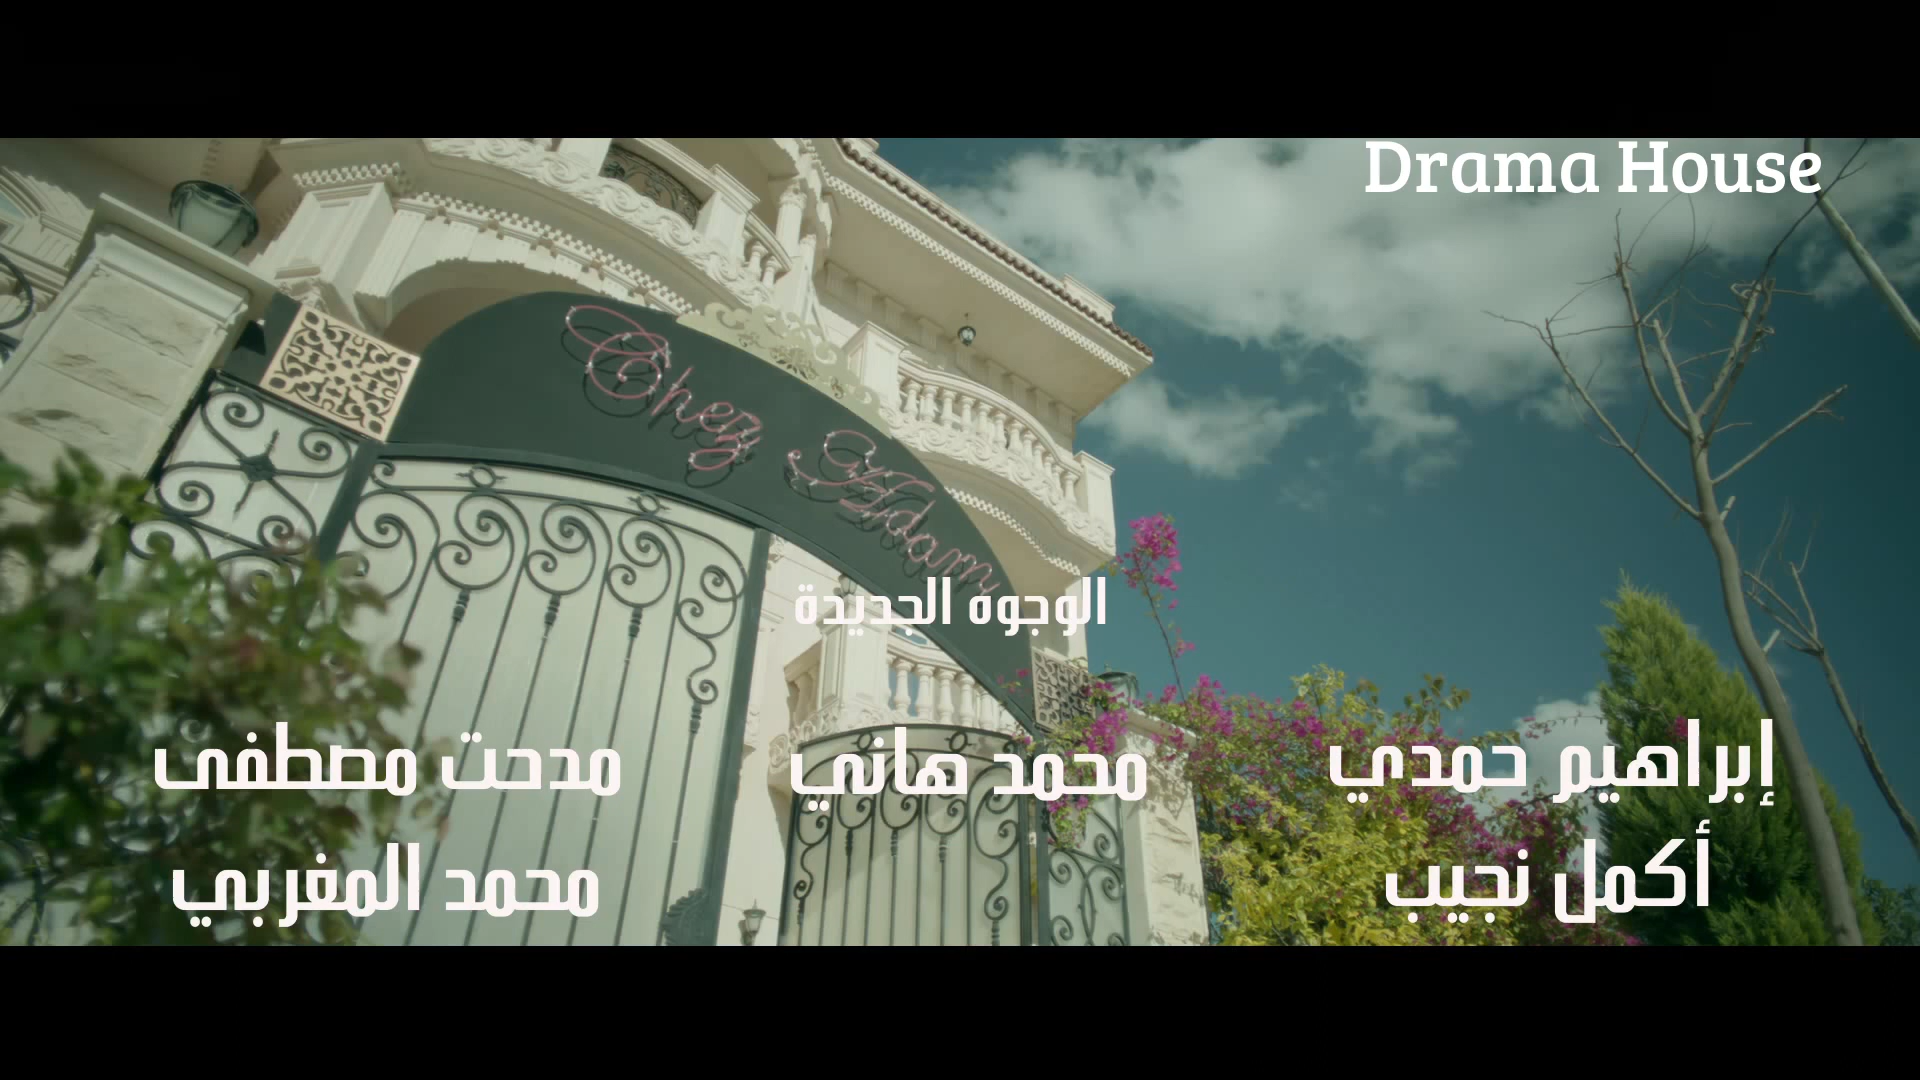 Drama House
Chez Adam
الوجوه الجديدة
إبراهيم حمدي
محمد هاني
مدحت مصطفى
أكمل نجيب
محمد المغربي